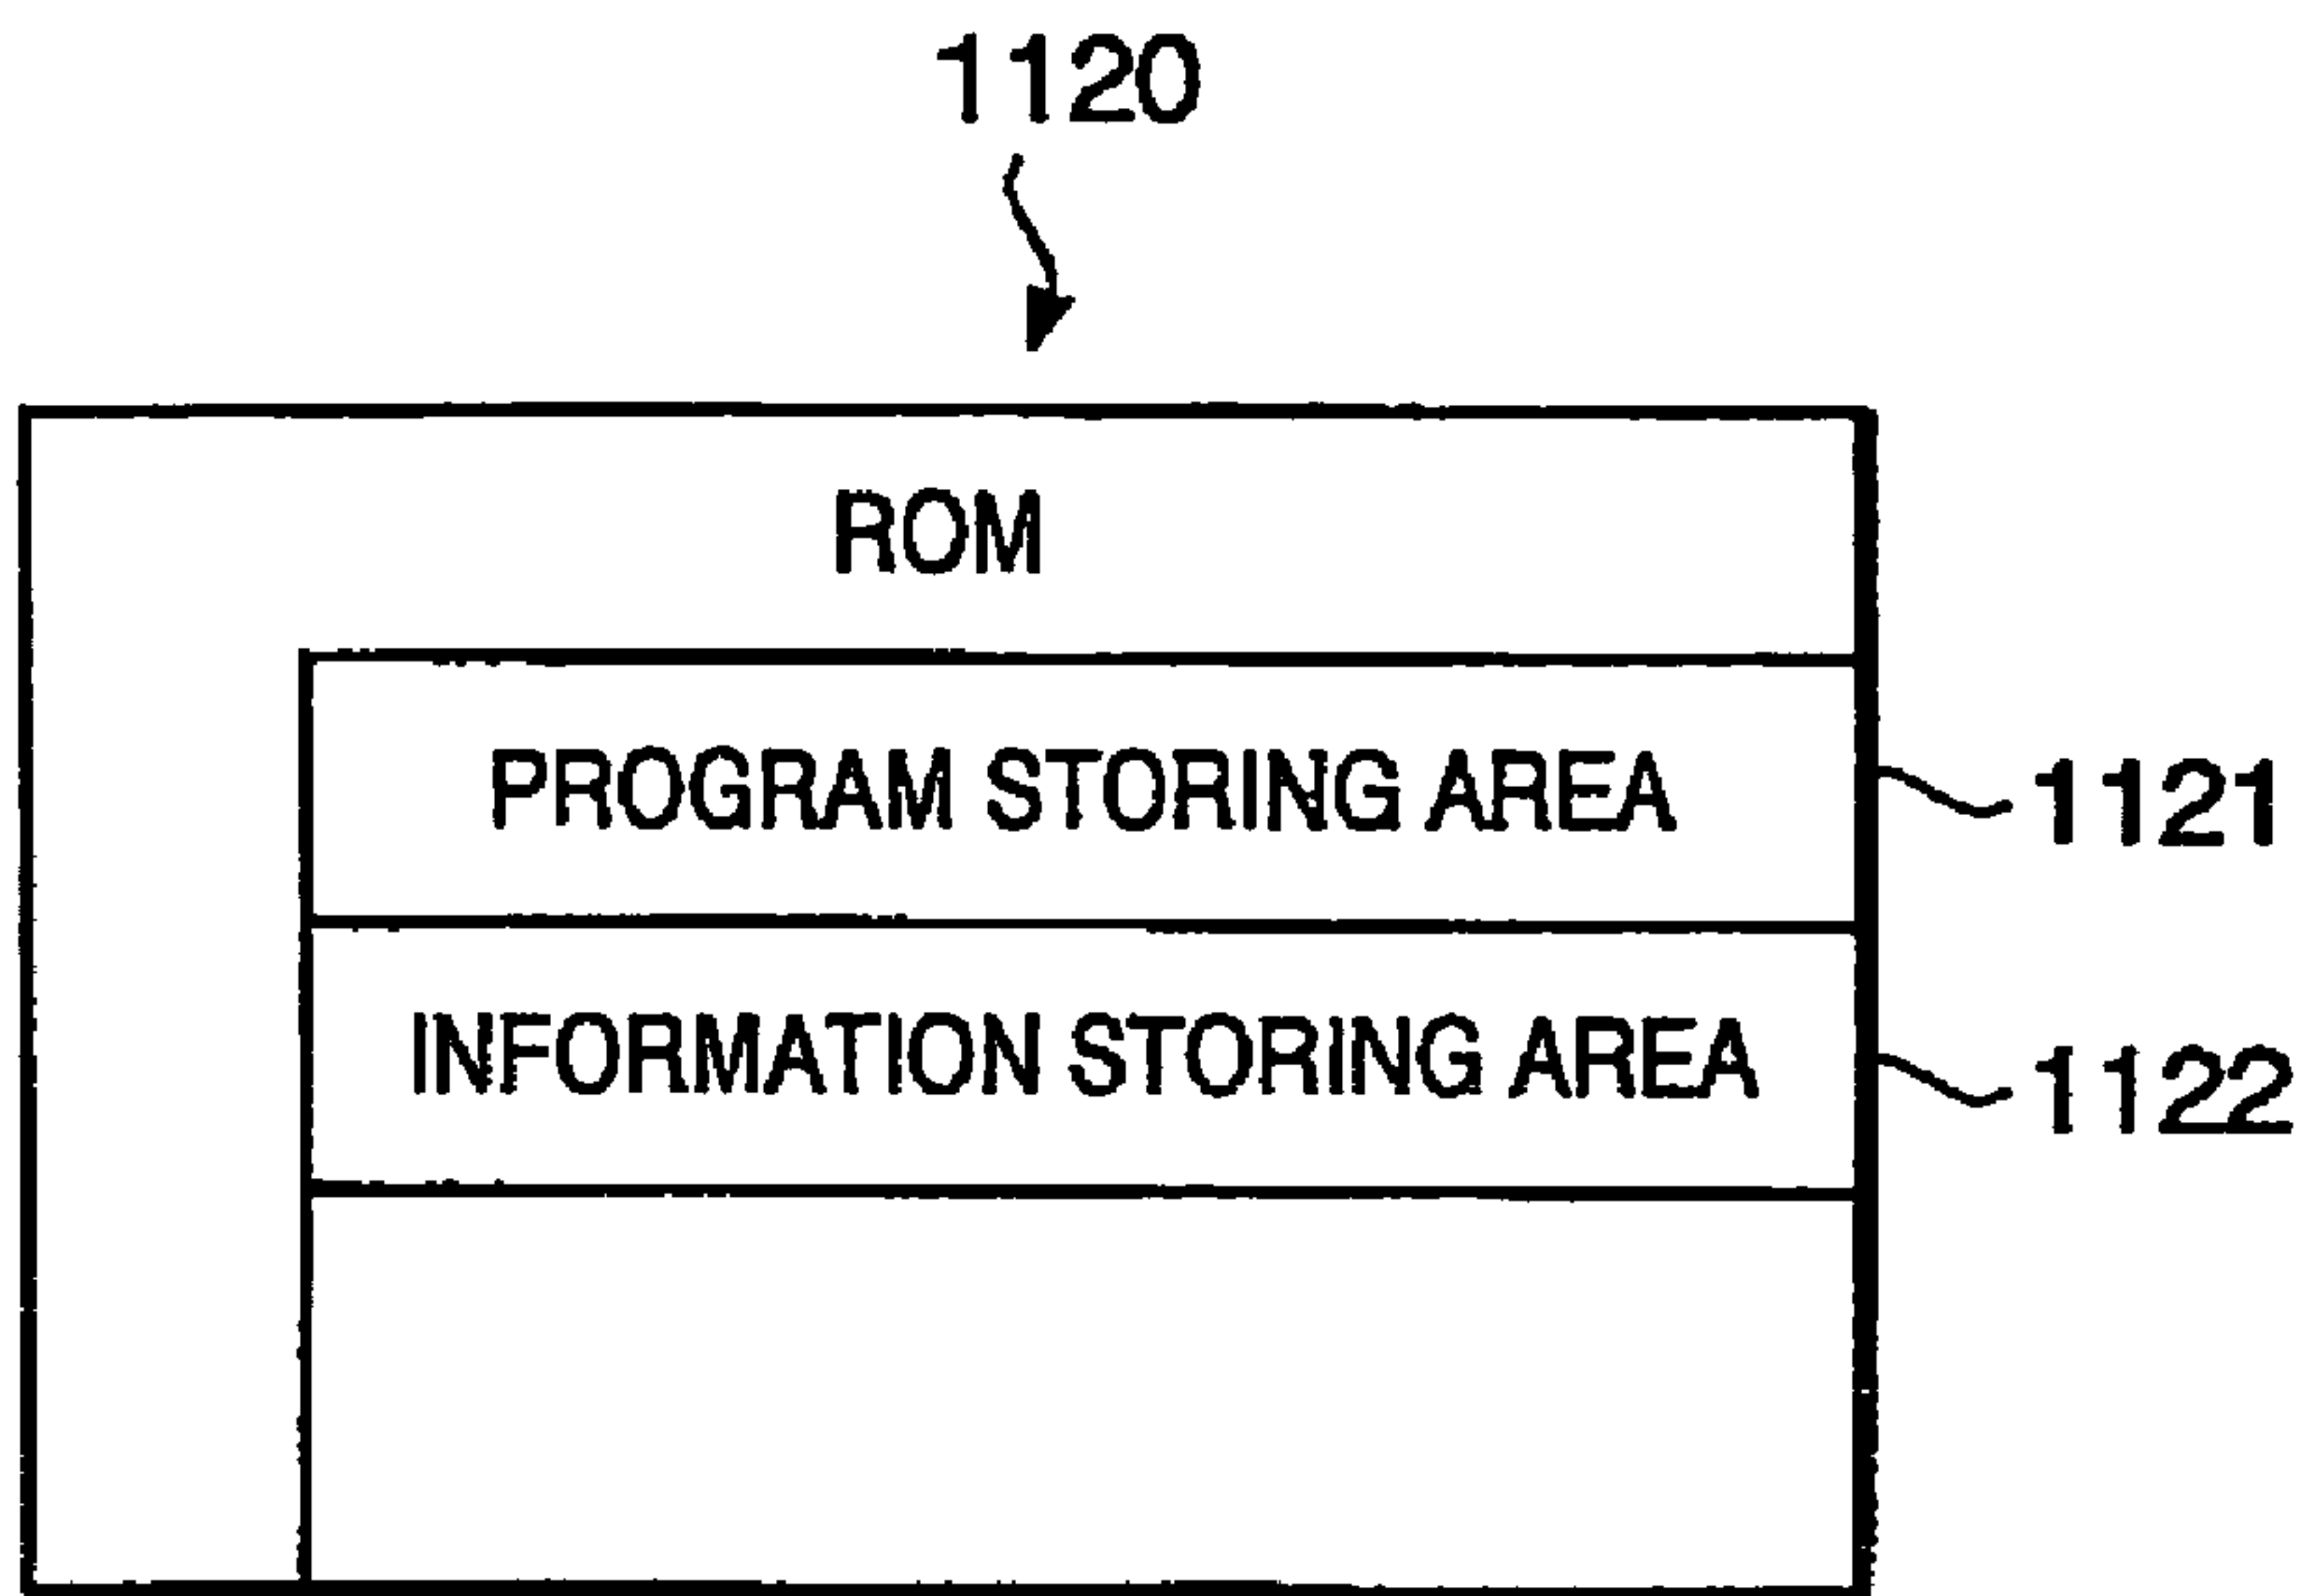 1120
ROM
PROGRAM STORING AREA
1121
INFORMATION STORING AREA
1122